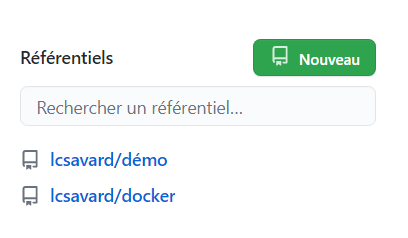 Référentiels
Nouveau
Rechercher un référentiel...
lcsavard/démo
lcsavard/docker